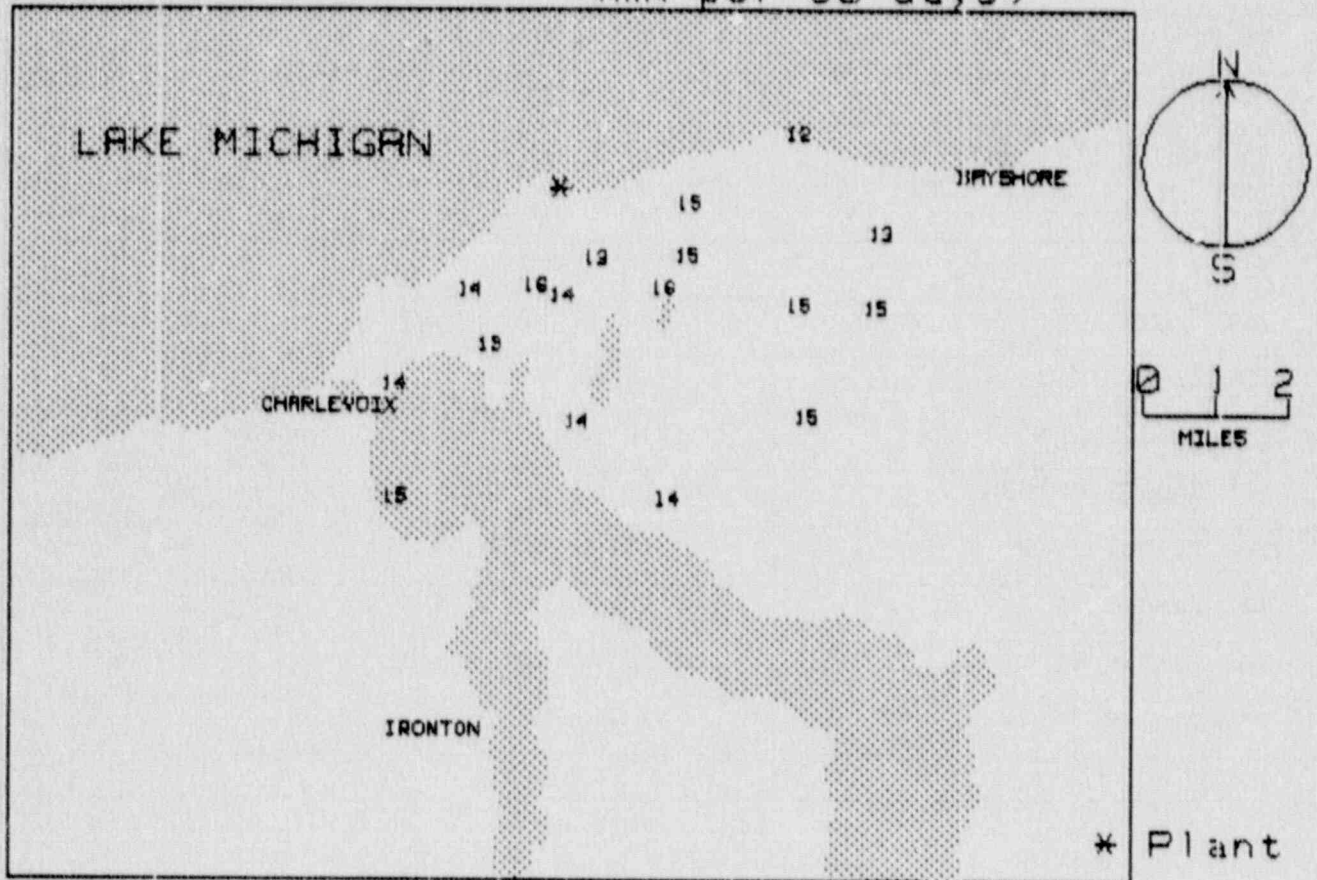 N
LAKE MICHIGAN
12
BAYSHORE
15
13
13
15
S
14
16
14
16
15
15
13
14
0 1 2
CHARLEVOIX
MILES
14
15
15
14
IRONTON
* Plant